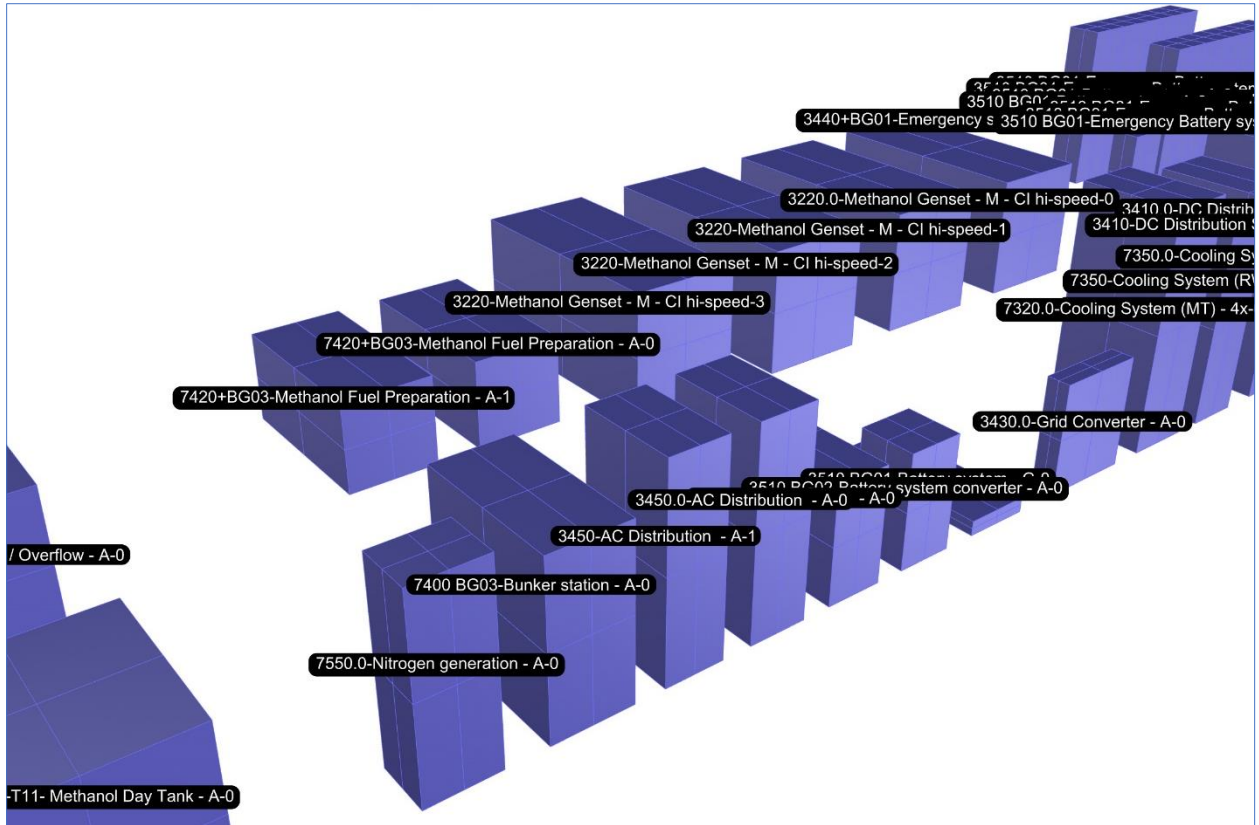 3440+BG01-Emergency s
3510 BG01-Emergency Battery sy
3220.0-Methanol Genset - M - CI hi-speed-0
3410.0-DC Distrib
3410-DC Distribution S
3220-Methanol Genset - M - CI hi-speed-1
7350.0-Cooling Sy
3220-Methanol Genset - M - CI hi-speed-2
7350-Cooling System (RW
3220-Methanol Genset - M - CI hi-speed-3
7320.0-Cooling System (MT) - 4x-
7420+BG03-Methanol Fuel Preparation - A-0
7420+BG03-Methanol Fuel Preparation - A-1
3430.0-Grid Converter - A-0
3510 BG02-Battery system converter - A-0
3450.0-AC Distribution - A-0
- A-0
3450-AC Distribution - A-1
/ Overflow - A-0
7400 BG03-Bunker station - A-0
7550.0-Nitrogen generation - A-0
-T11- Methanol Day Tank - A-0